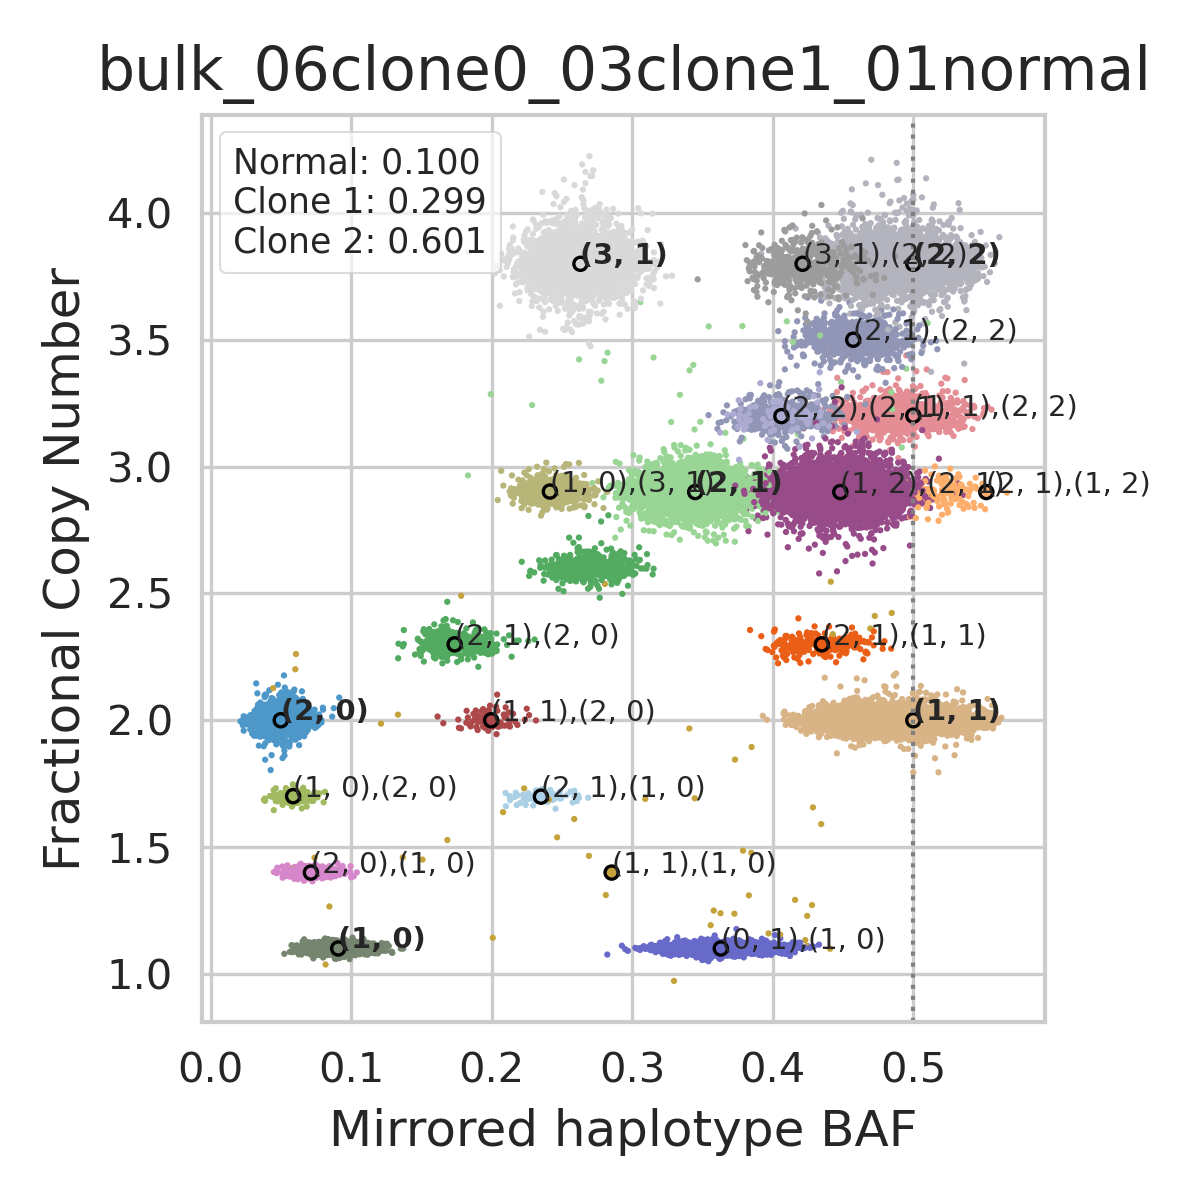 bulk_06clone0_03clone1_01normal
Normal: 0.100
Clone 1: 0.299
Clone 2: 0.601
Fractional Copy Number
4.0
3.5
3.0
2.5
2.0
1.5
1.0
(3, 1)
(3, 1),(2, 2)
(2, 2)
(2, 1),(2, 2)
(2, 2),(2, 1)
(1, 1),(2, 2)
(1, 0),(3, 1)
(2, 1)
(1, 2),(2, 1)
(2, 1),(1, 2)
(2, 1),(2, 0)
(2, 1),(1, 1)
(2, 0)
(1, 1),(2, 0)
(1, 1)
(1, 0),(2, 0)
(2, 1),(1, 0)
(2, 0),(1, 0)
(1, 1),(1, 0)
(1, 0)
(0, 1),(1, 0)
0.0 0.1 0.2 0.3 0.4 0.5
Mirrored haplotype BAF